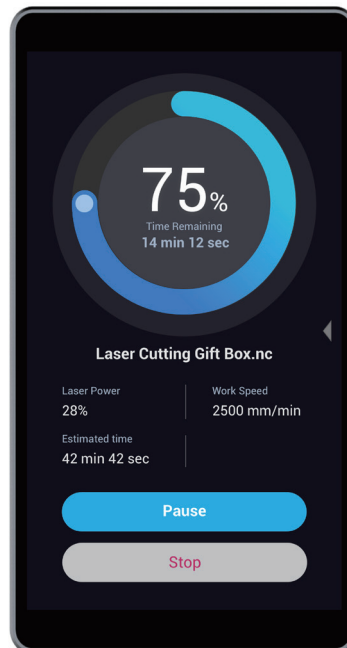 75%
Time Remaining
14 min 12 sec
Laser Cutting Gift Box.nc
Laser Power
28%
Work Speed
2500 mm/min
Estimated time
42 min 42 sec
Pause
Stop